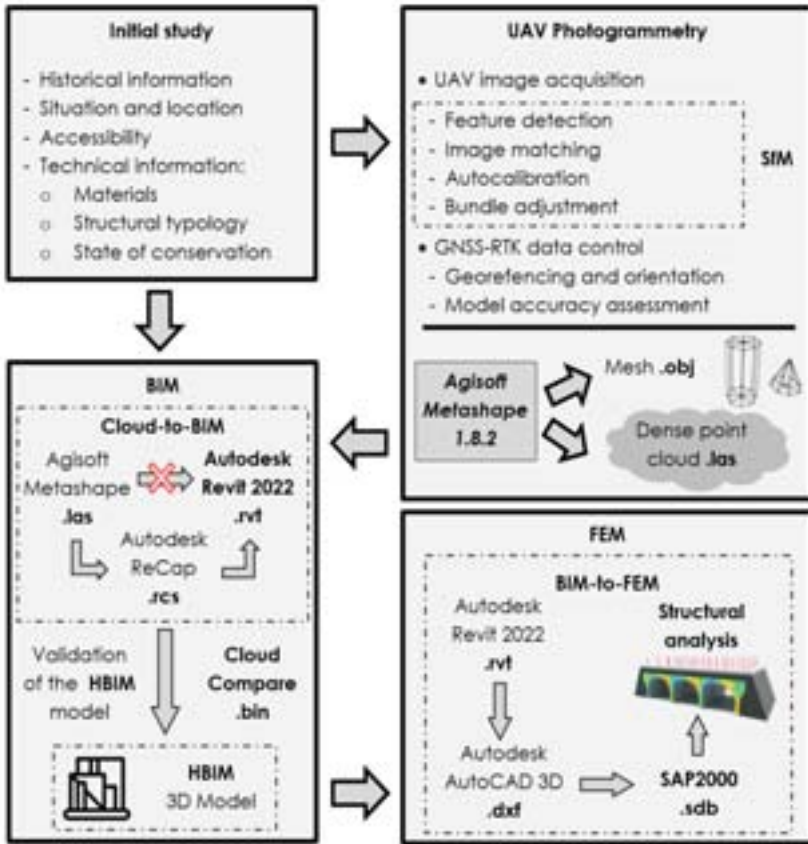 Initial study
- Historical information
- Situation and location
- Accessibility
- Technical information:
o Materials
o Structural typology
o State of conservation
UAV Photogrammetry
• UAV image acquisition
- Feature detection
- Image matching
- Autocalibration
- Bundle adjustment
SfM
• GNSS-RTK data control
- Georefencing and orientation
- Model accuracy assessment
Agisoft
Metashape
1.8.2
Mesh .obj
Dense point
cloud .las
BIM
Cloud-to-BIM
Agisoft
Metashape
.las
Autodesk
Revit 2022
.rvt
Autodesk
ReCap
.rcs
Validation
of the HBIM
model
Cloud
Compare
.bin
HBIM
3D Model
FEM
BIM-to-FEM
Autodesk
Revit 2022
.rvt
Structural
analysis
Autodesk
AutoCAD 3D
.dxf
SAP2000
.sdb